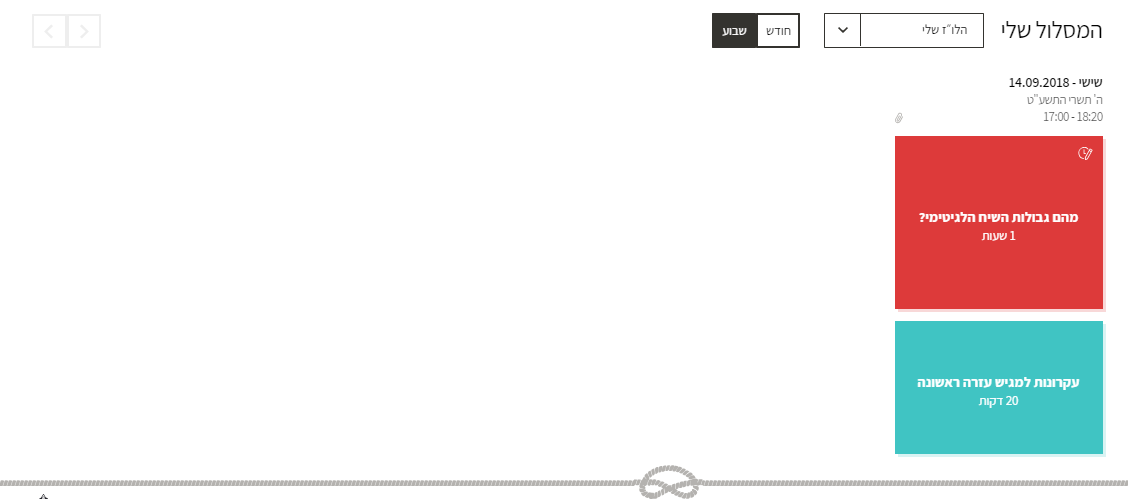 המסלול שלי
הלו״ז שלי
חודש
שבוע
שישי - 14.09.2018
ה' תשרי התשע"ט
17:00 - 18:20
מהם גבולות השיח הלגיטימי?
1 שעות
עקרונות למגיש עזרה ראשונה
20 דקות